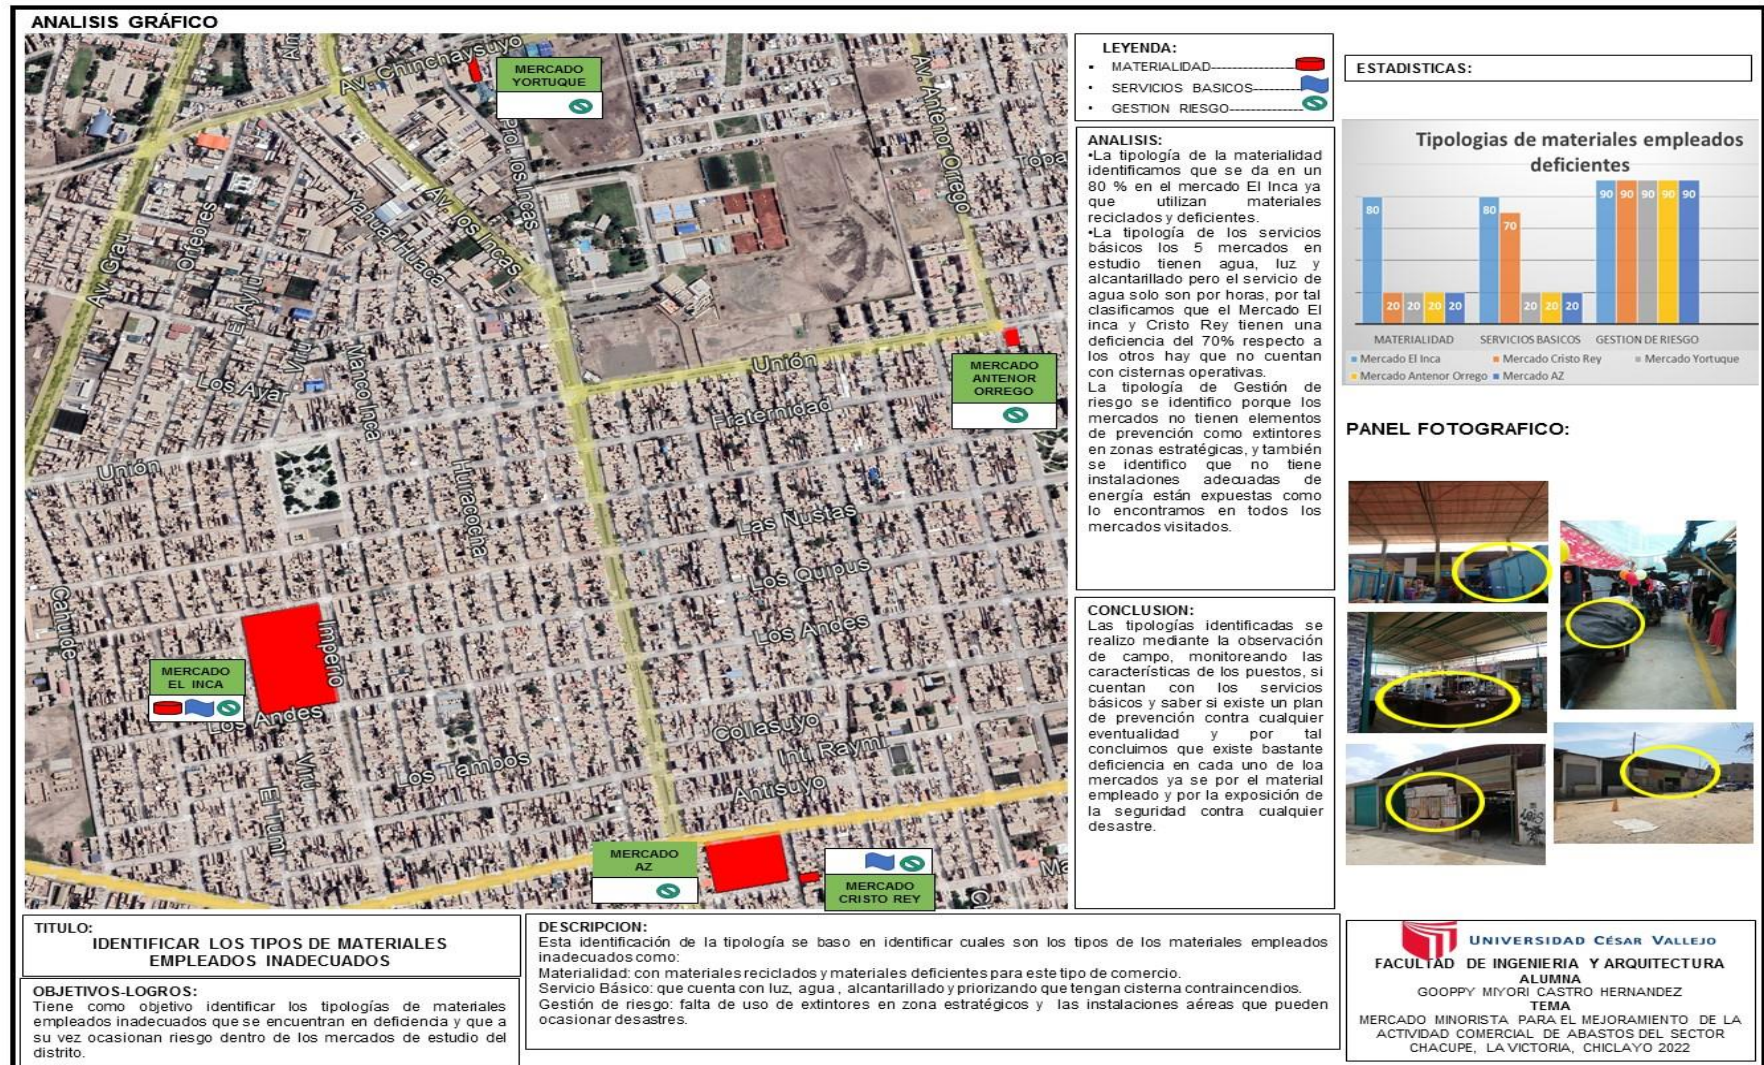 ANALISIS GRÁFICO
Av. Chinchaysuyo
MERCADO
YORTUQUE
Prol. los Incas
Av. Antenor Orrego
Topa
Av. Grau
Ortebles
Yahua Huaca
Av. los Incas
El Ayllu
Viru
Los Ayar
Manco Inca
Unión
MERCADO
ANTENOR
ORREGO
Fraternidad
Unión
Huiracocha
Las Ñustas
Los Quipus
Cahuide
Imperio
Los Andes
MERCADO
EL INCA
Los Andes
Collasuyo
Inti Raymi
Los Tambos
Antisuyo
Virú
El Tumi
MERCADO
AZ
MERCADO
CRISTO REY
LEYENDA:
▪ MATERIALIDAD
• SERVICIOS BASICOS
• GESTION RIESGO
ANALISIS:
•La tipología de la materialidad
identificamos que se da en un
80 % en el mercado El Inca ya
que utilizan materiales
reciclados y deficientes.
•La tipología de los servicios
básicos los 5 mercados en
estudio tienen agua, luz y
alcantarillado pero el servicio de
agua solo son por horas, por tal
clasificamos que el Mercado El
inca y Cristo Rey tienen una
deficiencia del 70% respecto a
los otros hay que no cuentan
con cisternas operativas.
La tipología de Gestión de
riesgo se identifico porque los
mercados no tienen elementos
de prevención como extintores
en zonas estratégicas, y también
se identifico que no tiene
instalaciones adecuadas de
energía están expuestas como
lo encontramos en todos los
mercados visitados.
CONCLUSION:
Las tipologías identificadas se
realizo mediante la observación
de campo, monitoreando las
características de los puestos, si
cuentan con los servicios
básicos y saber si existe un plan
de prevención contra cualquier
eventualidad y por tal
concluimos que existe bastante
deficiencia en cada uno de loa
mercados ya se por el material
empleado y por la exposición de
la seguridad contra cualquier
desastre.
ESTADISTICAS:
Tipologias de materiales empleados
deficientes
80 20 20 20 20
80 70 20 20 20
90 90 90 90 90
MATERIALIDAD SERVICIOS BASICOS GESTION DE RIESGO
Mercado El Inca Mercado Cristo Rey Mercado Yortuque
Mercado Antenor Orrego Mercado AZ
PANEL FOTOGRAFICO:
TITULO:
IDENTIFICAR LOS TIPOS DE MATERIALES
EMPLEADOS INADECUADOS
OBJETIVOS-LOGROS:
Tiene como objetivo identificar los tipologías de materiales
empleados inadecuados que se encuentran en deficiencia y que a
su vez ocasionan riesgo dentro de los mercados de estudio del
distrito.
DESCRIPCION:
Esta identificación de la tipología se baso en identificar cuales son los tipos de los materiales empleados
inadecuados como:
Materialidad: con materiales reciclados y materiales deficientes para este tipo de comercio.
Servicio Básico: que cuenta con luz, agua , alcantarillado y priorizando que tengan cisterna contraincendios.
Gestión de riesgo: falta de uso de extintores en zona estratégicos y las instalaciones aéreas que pueden
ocasionar desastres.
UNIVERSIDAD CÉSAR VALLEJO
FACULTAD DE INGENIERIA Y ARQUITECTURA
ALUMNA
GOOPPY MIYORI CASTRO HERNANDEZ
TEMA
MERCADO MINORISTA PARA EL MEJORAMIENTO DE LA
ACTIVIDAD COMERCIAL DE ABASTOS DEL SECTOR
CHACUPE, LA VICTORIA, CHICLAYO 2022